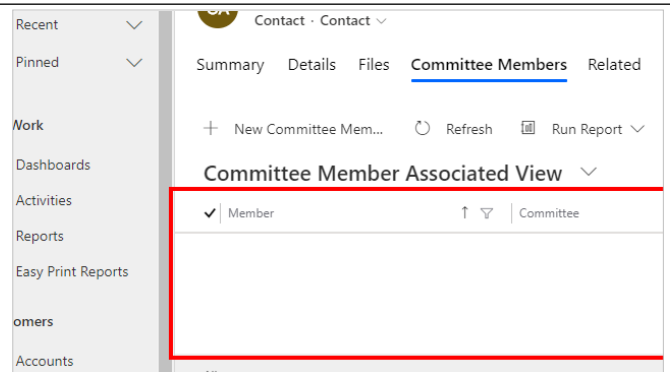 Recent
Pinned
Work
Dashboards
Activities
Reports
Easy Print Reports
omers
Accounts
Contact · Contact
Summary Details Files Committee Members Related
New Committee Mem... Refresh Run Report
Committee Member Associated View
Member Committee